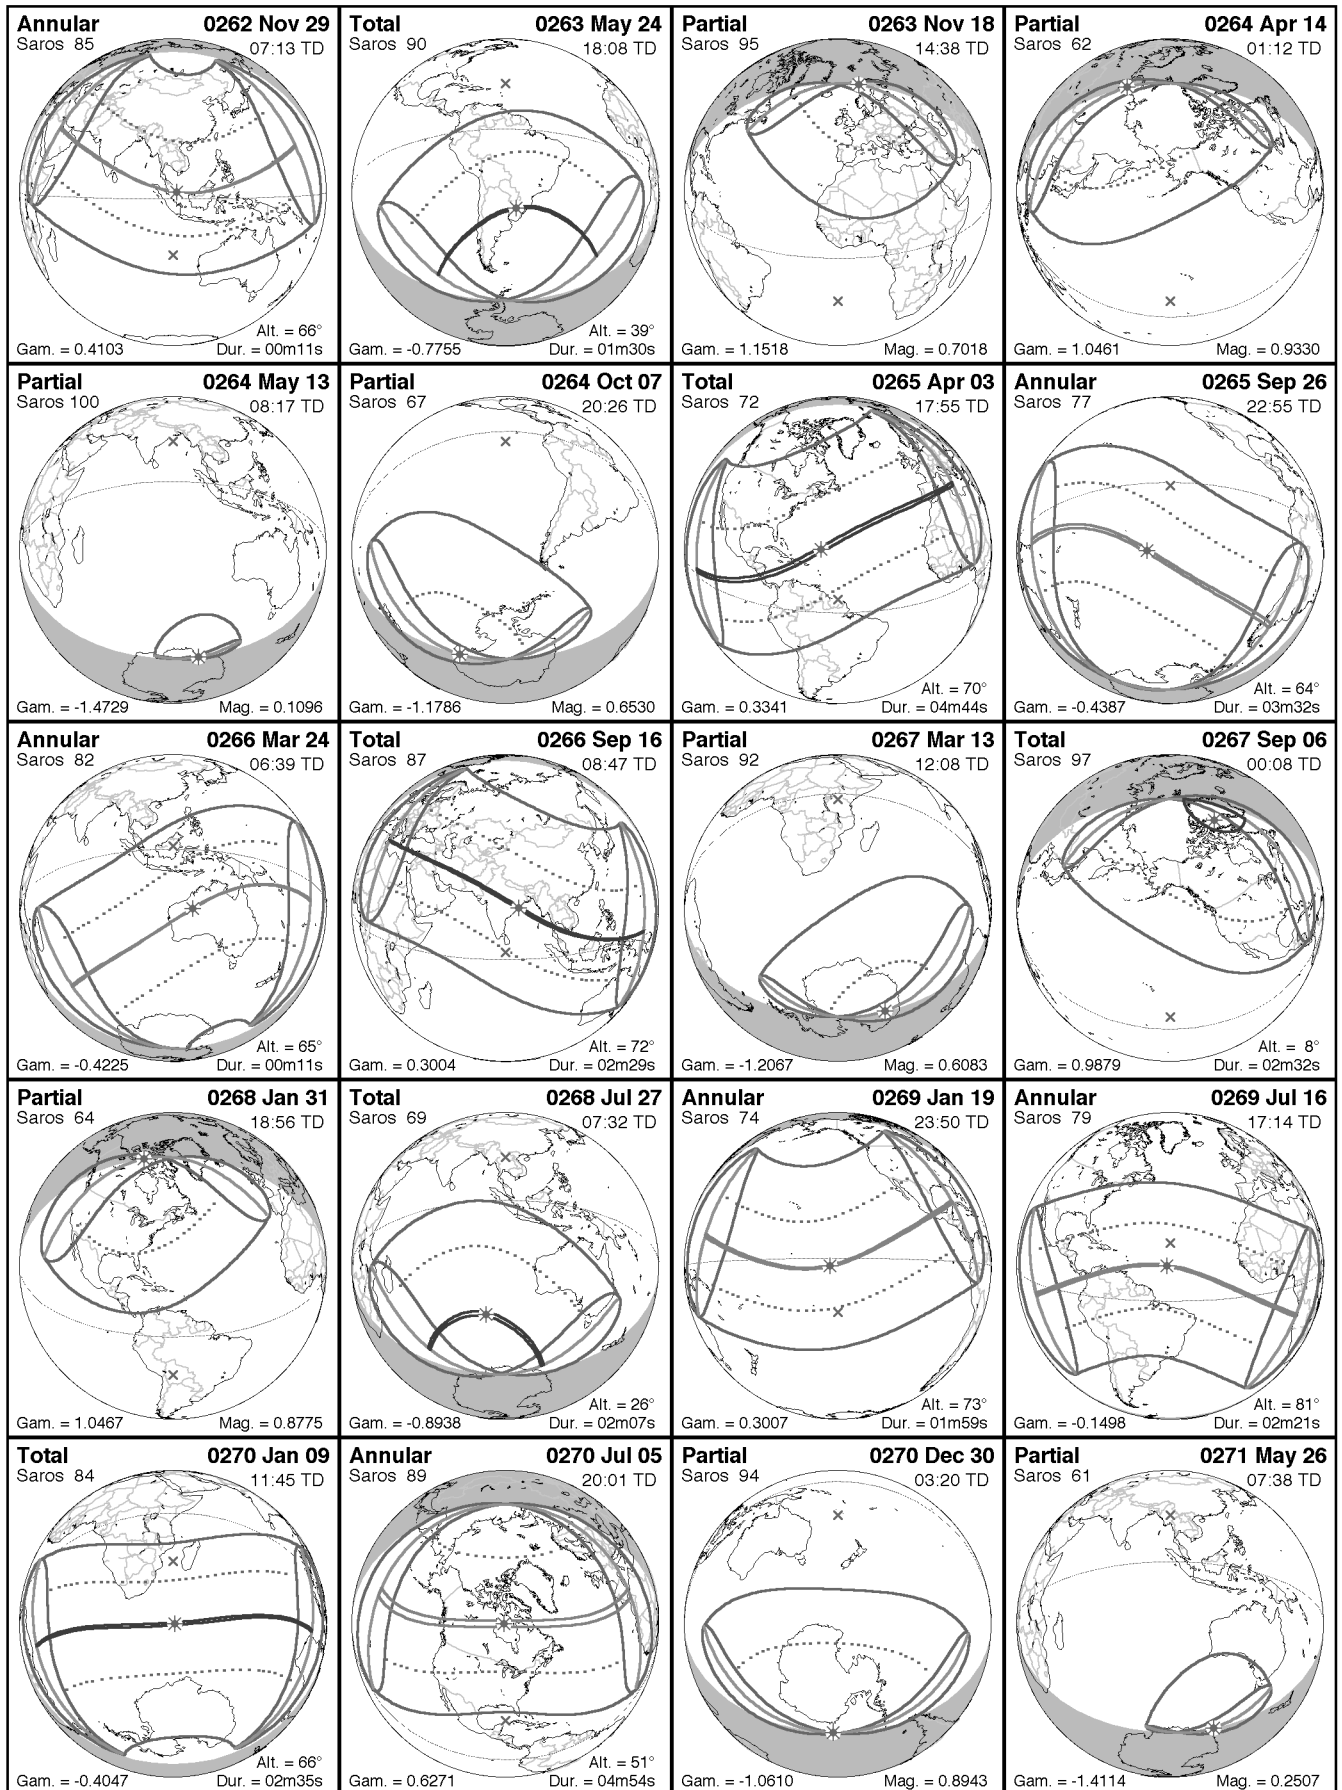 Annular 0262 Nov 29
Saros 85 07:13 TD
Alt. = 66°
Gam. = 0.4103 Dur. = 00m11s
Total 0263 May 24
Saros 90 18:08 TD
Alt. = 39°
Gam. = -0.7755 Dur. = 01m30s
Partial 0263 Nov 18
Saros 95 14:38 TD
Gam. = 1.1518 Mag. = 0.7018
Partial 0264 Apr 14
Saros 62 01:12 TD
Gam. = 1.0461 Mag. = 0.9330
Partial 0264 May 13
Saros 100 08:17 TD
Gam. = -1.4729 Mag. = 0.1096
Partial 0264 Oct 07
Saros 67 20:26 TD
Gam. = -1.1786 Mag. = 0.6530
Total 0265 Apr 03
Saros 72 17:55 TD
Alt. = 70°
Gam. = 0.3341 Dur. = 04m44s
Annular 0265 Sep 26
Saros 77 22:55 TD
Alt. = 64°
Gam. = -0.4387 Dur. = 03m32s
Annular 0266 Mar 24
Saros 82 06:39 TD
Alt. = 65°
Gam. = -0.4225 Dur. = 00m11s
Total 0266 Sep 16
Saros 87 08:47 TD
Alt. = 72°
Gam. = 0.3004 Dur. = 02m29s
Partial 0267 Mar 13
Saros 92 12:08 TD
Gam. = -1.2067 Mag. = 0.6083
Total 0267 Sep 06
Saros 97 00:08 TD
Alt. = 8°
Gam. = 0.9879 Dur. = 02m32s
Partial 0268 Jan 31
Saros 64 18:56 TD
Gam. = 1.0467 Mag. = 0.8775
Total 0268 Jul 27
Saros 69 07:32 TD
Alt. = 26°
Gam. = -0.8938 Dur. = 02m07s
Annular 0269 Jan 19
Saros 74 23:50 TD
Alt. = 73°
Gam. = 0.3007 Dur. = 01m59s
Annular 0269 Jul 16
Saros 79 17:14 TD
Alt. = 81°
Gam. = -0.1498 Dur. = 02m21s
Total 0270 Jan 09
Saros 84 11:45 TD
Alt. = 66°
Gam. = -0.4047 Dur. = 02m35s
Annular 0270 Jul 05
Saros 89 20:01 TD
Alt. = 51°
Gam. = 0.6271 Dur. = 04m54s
Partial 0270 Dec 30
Saros 94 03:20 TD
Gam. = -1.0610 Mag. = 0.8943
Partial 0271 May 26
Saros 61 07:38 TD
Gam. = -1.4114 Mag. = 0.2507